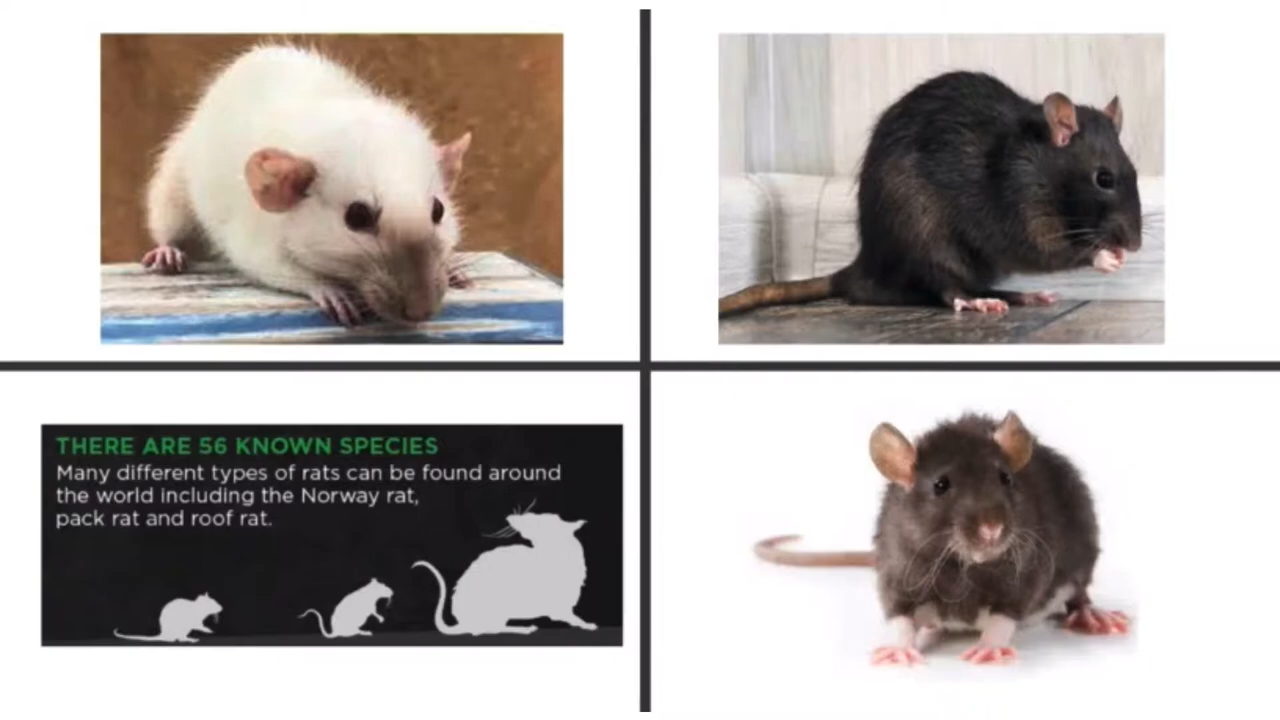 THERE ARE 56 KNOWN SPECIES
Many different types of rats can be found around
the world including the Norway rat,
pack rat and roof rat.